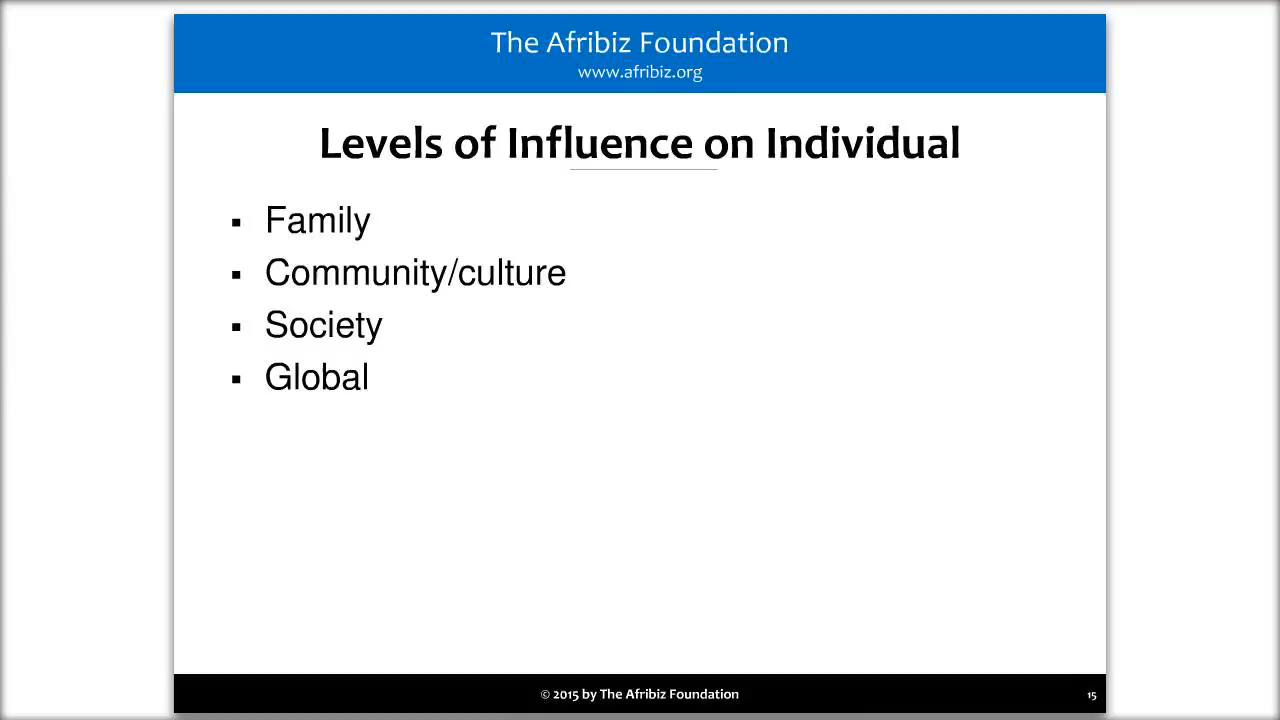 The Afribiz Foundation
www.afribiz.org
Levels of Influence on Individual
▪ Family
▪ Community/culture
▪ Society
▪ Global
© 2015 by The Afribiz Foundation
15